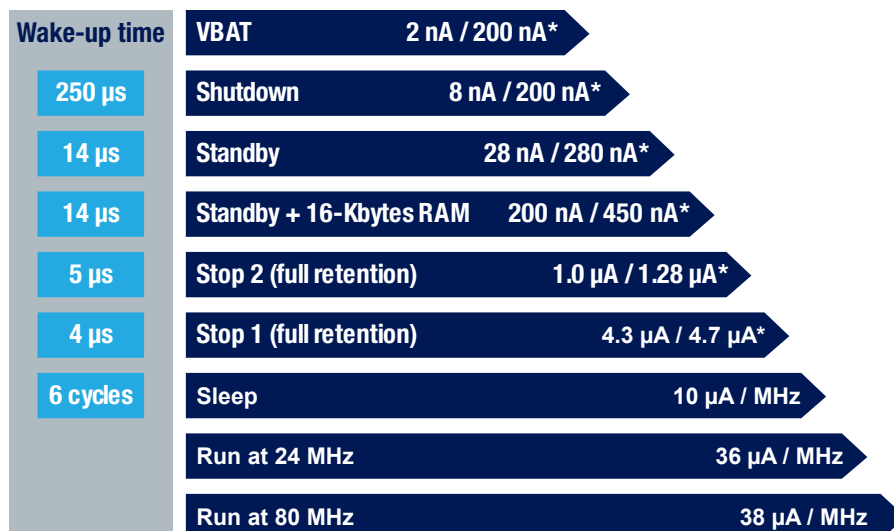 Wake-up time VBAT 2 nA / 200 nA*
250 µs Shutdown 8 nA / 200 nA*
14 µs Standby 28 nA / 280 nA*
14 µs Standby + 16-Kbytes RAM 200 nA / 450 nA*
5 µs Stop 2 (full retention) 1.0 µA / 1.28 µA*
4 µs Stop 1 (full retention) 4.3 µA / 4.7 µA*
6 cycles Sleep 10 µA / MHz
Run at 24 MHz 36 µA / MHz
Run at 80 MHz 38 µA / MHz